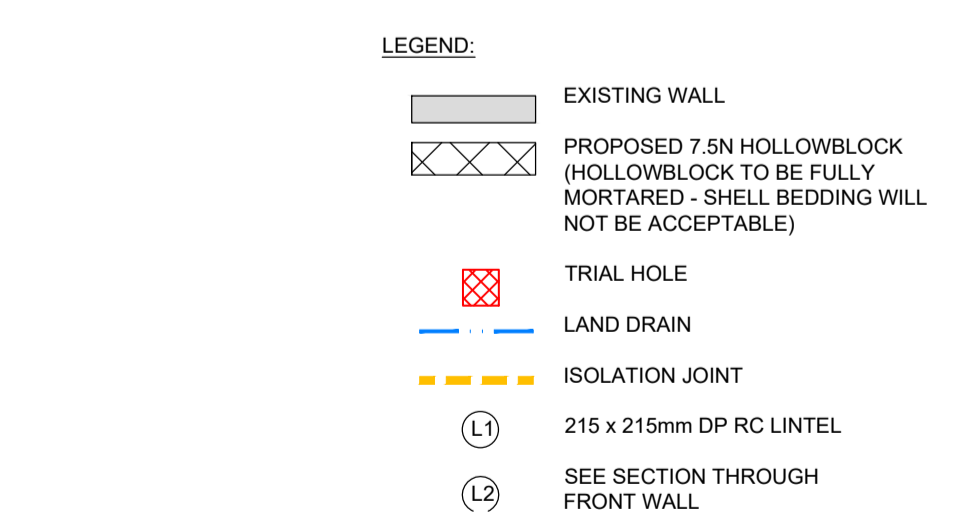 LEGEND:
EXISTING WALL
PROPOSED 7.5N HOLLOWBLOCK
(HOLLOWBLOCK TO BE FULLY
MORTARED - SHELL BEDDING WILL
NOT BE ACCEPTABLE)
TRIAL HOLE
LAND DRAIN
ISOLATION JOINT
L1 215 x 215mm DP RC LINTEL
L2 SEE SECTION THROUGH
FRONT WALL